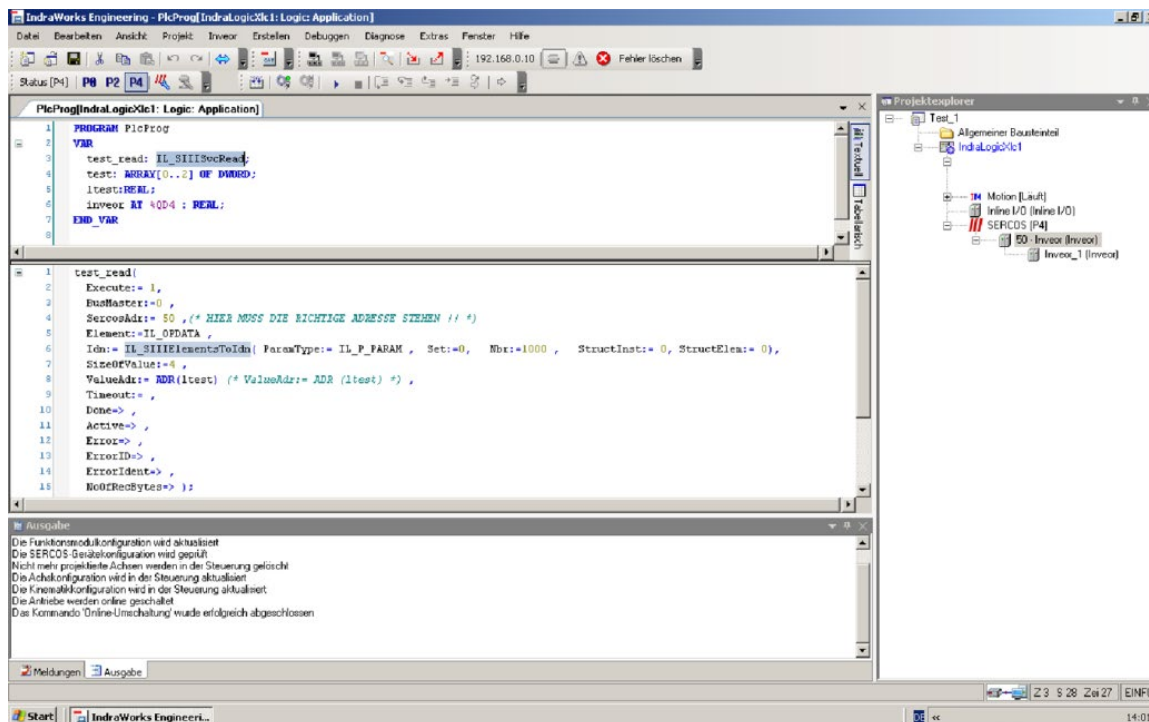 IndraWorks Engineering - PlcProg[IndraLogicXlc1: Logic: Application]
Datei Bearbeiten Ansicht Projekt Inveor Erstellen Debuggen Diagnose Extras Fenster Hilfe
192.168.0.10 Fehler löschen
Status [P4] P0 P2 P4
PlcProg[IndraLogicXlc1: Logic: Application]
1 PROGRAM PlcProg
2 VAR
3 test_read: IL_SIIISvcRead;
4 test: ARRAY[0..2] OF DWORD;
5 ltest:REAL;
6 inveor AT %QD4 : REAL;
7 END_VAR
8
Textuell
Tabellarisch
1 test_read(
2 Execute:= 1,
3 BusMaster:=0 ,
4 SercosAdr:= 50 ,(* HIER MUSS DIE RICHTIGE ADRESSE STEHEN !! *)
5 Element:=IL_OPDATA ,
6 Idn:= IL_SIIIElementsToIdn( ParamType:= IL_P_PARAM , Set:=0, Nbr:=1000 , StructInst:= 0, StructElem:= 0),
7 SizeOfValue:=4 ,
8 ValueAdr:= ADR(ltest) (* ValueAdr:= ADR (ltest) *) ,
9 Timeout:= ,
10 Done=> ,
11 Active=> ,
12 Error=> ,
13 ErrorID=> ,
14 ErrorIdent=> ,
15 NoOfRecBytes=> );
Ausgabe
Die Funktionsmodulkonfiguration wird aktualisiert
Die SERCOS-Gerätekonfiguration wird geprüft
Nicht mehr projektierte Achsen werden in der Steuerung gelöscht
Die Achskonfiguration wird in der Steuerung aktualisiert
Die Kinematikkonfiguration wird in der Steuerung aktualisiert
Die Antriebe werden online geschaltet
Das Kommando 'Online-Umschaltung' wurde erfolgreich abgeschlossen
Meldungen Ausgabe
Projektexplorer
Test_1
Allgemeiner Bausteinteil
IndraLogicXlc1
Motion [Läuft]
Inline I/O (Inline I/O)
SERCOS [P4]
50 - Inveor (Inveor)
Inveor_1 (Inveor)
Z 3 S 28 Zei 27 EINFÜ
Start IndraWorks Engineeri... DE « 14:01